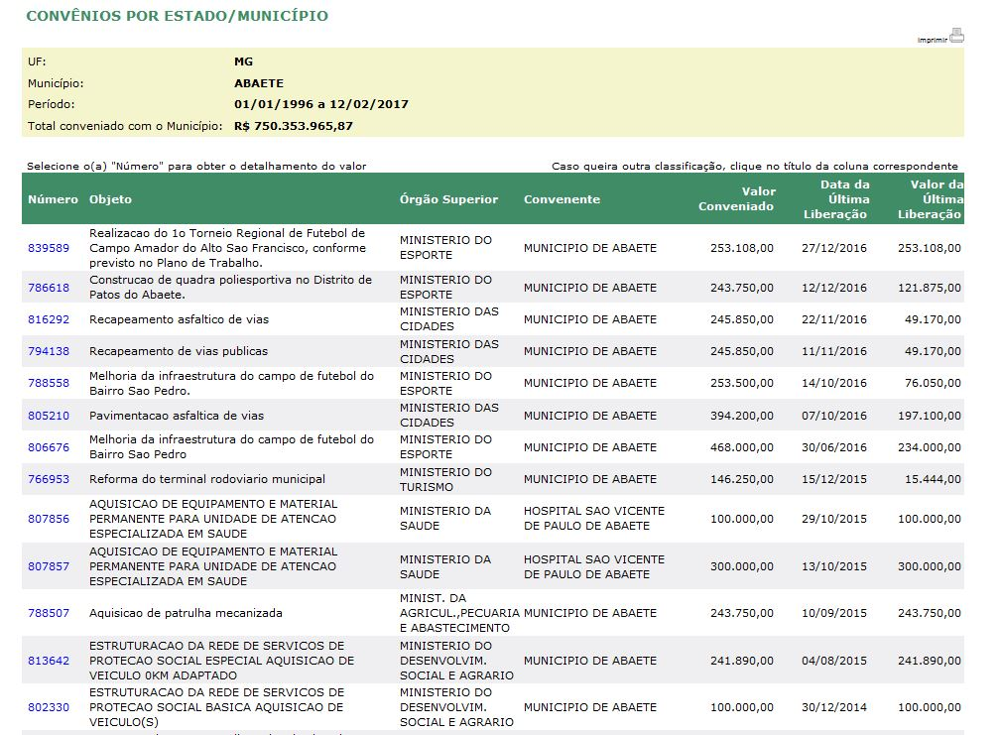 CONVÊNIOS POR ESTADO/MUNICÍPIO
Imprimir
UF: MG
Município: ABAETE
Período: 01/01/1996 a 12/02/2017
Total conveniado com o Município: R$ 750.353.965,87
Selecione o(a) "Número" para obter o detalhamento do valor Caso queira outra classificação, clique no título da coluna correspondente
Número Objeto Órgão Superior Convenente Valor Conveniado Data da Última Liberação Valor da Última Liberação
839589 Realizacao do 1o Torneio Regional de Futebol de Campo Amador do Alto Sao Francisco, conforme previsto no Plano de Trabalho. MINISTERIO DO ESPORTE MUNICIPIO DE ABAETE 253.108,00 27/12/2016 253.108,00
786618 Construcao de quadra poliesportiva no Distrito de Patos do Abaete. MINISTERIO DO ESPORTE MUNICIPIO DE ABAETE 243.750,00 12/12/2016 121.875,00
816292 Recapeamento asfaltico de vias MINISTERIO DAS CIDADES MUNICIPIO DE ABAETE 245.850,00 22/11/2016 49.170,00
794138 Recapeamento de vias publicas MINISTERIO DAS CIDADES MUNICIPIO DE ABAETE 245.850,00 11/11/2016 49.170,00
788558 Melhoria da infraestrutura do campo de futebol do Bairro Sao Pedro. MINISTERIO DO ESPORTE MUNICIPIO DE ABAETE 253.500,00 14/10/2016 76.050,00
805210 Pavimentacao asfaltica de vias MINISTERIO DAS CIDADES MUNICIPIO DE ABAETE 394.200,00 07/10/2016 197.100,00
806676 Melhoria da infraestrutura do campo de futebol do Bairro Sao Pedro MINISTERIO DO ESPORTE MUNICIPIO DE ABAETE 468.000,00 30/06/2016 234.000,00
766953 Reforma do terminal rodoviario municipal MINISTERIO DO TURISMO MUNICIPIO DE ABAETE 146.250,00 15/12/2015 15.444,00
807856 AQUISICAO DE EQUIPAMENTO E MATERIAL PERMANENTE PARA UNIDADE DE ATENCAO ESPECIALIZADA EM SAUDE MINISTERIO DA SAUDE HOSPITAL SAO VICENTE DE PAULO DE ABAETE 100.000,00 29/10/2015 100.000,00
807857 AQUISICAO DE EQUIPAMENTO E MATERIAL PERMANENTE PARA UNIDADE DE ATENCAO ESPECIALIZADA EM SAUDE MINISTERIO DA SAUDE HOSPITAL SAO VICENTE DE PAULO DE ABAETE 300.000,00 13/10/2015 300.000,00
788507 Aquisicao de patrulha mecanizada MINIST. DA AGRICUL.,PECUARIA E ABASTECIMENTO MUNICIPIO DE ABAETE 243.750,00 10/09/2015 243.750,00
813642 ESTRUTURACAO DA REDE DE SERVICOS DE PROTECAO SOCIAL ESPECIAL AQUISICAO DE VEICULO 0KM ADAPTADO MINISTERIO DO DESENVOLVIM. SOCIAL E AGRARIO MUNICIPIO DE ABAETE 241.890,00 04/08/2015 241.890,00
802330 ESTRUTURACAO DA REDE DE SERVICOS DE PROTECAO SOCIAL BASICA AQUISICAO DE VEICULO(S) MINISTERIO DO DESENVOLVIM. SOCIAL E AGRARIO MUNICIPIO DE ABAETE 100.000,00 30/12/2014 100.000,00